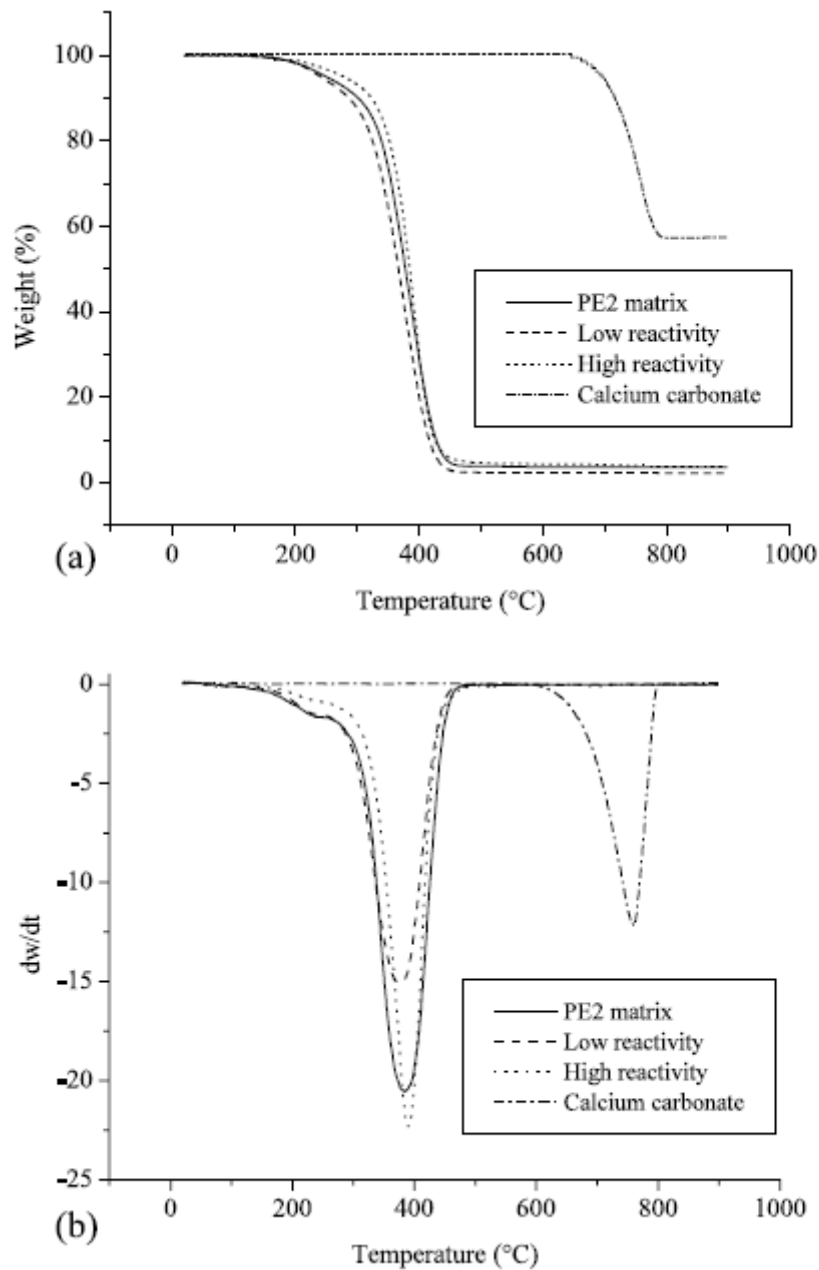 100
80
60
40
20
0
Weight (%)
PE2 matrix
Low reactivity
High reactivity
Calcium carbonate
0
200
400
600
800
1000
(a)
Temperature (°C)
0
-5
-10
-15
-20
-25
dw/dt
PE2 matrix
Low reactivity
High reactivity
Calcium carbonate
0
200
400
600
800
1000
(b)
Temperature (°C)